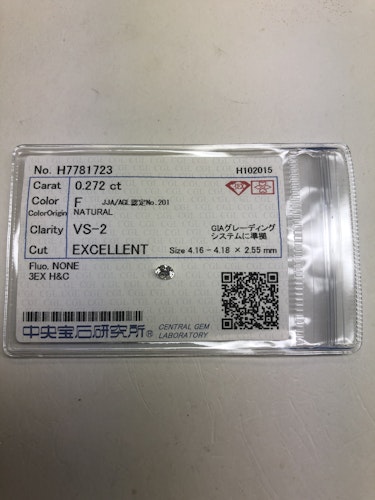 No. H7781723 H102015
Carat 0.272 ct
Color F JJA/AGL認定No.201
ColorOrigin NATURAL
Clarity VS-2 GIAグレーディング
システムに準拠
Cut EXCELLENT Size 4.16 - 4.18 × 2.55 mm
Fluo. NONE
3EX H&C
中央宝石研究所® CENTRAL GEM
LABORATORY